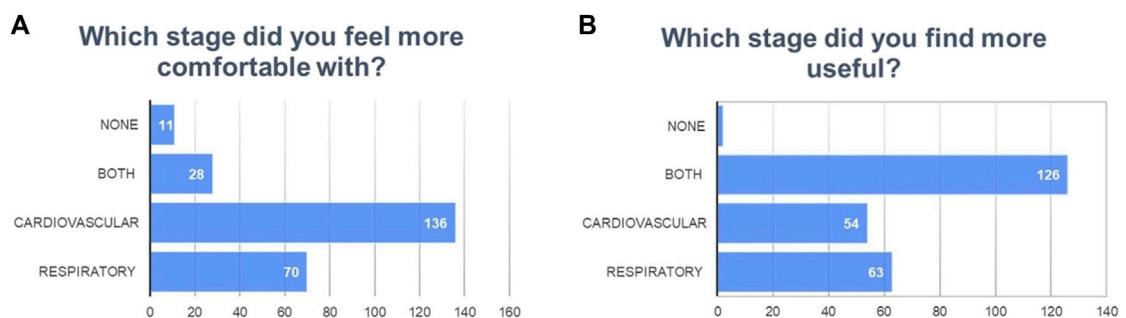 A
Which stage did you feel more
comfortable with?
NONE
11
BOTH
28
CARDIOVASCULAR
136
RESPIRATORY
70
0 20 40 60 80 100 120 140 160
B
Which stage did you find more
useful?
NONE
BOTH
126
CARDIOVASCULAR
54
RESPIRATORY
63
0 20 40 60 80 100 120 140